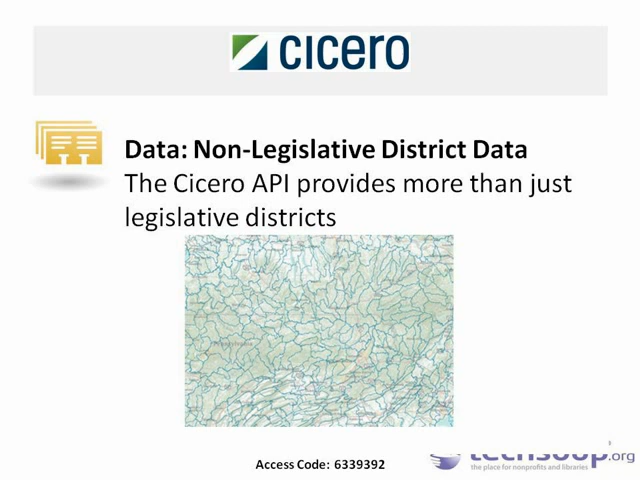 cicero
Data: Non-Legislative District Data
The Cicero API provides more than just
legislative districts
techsoup.org
the place for nonprofits and libraries
Access Code: 6339392